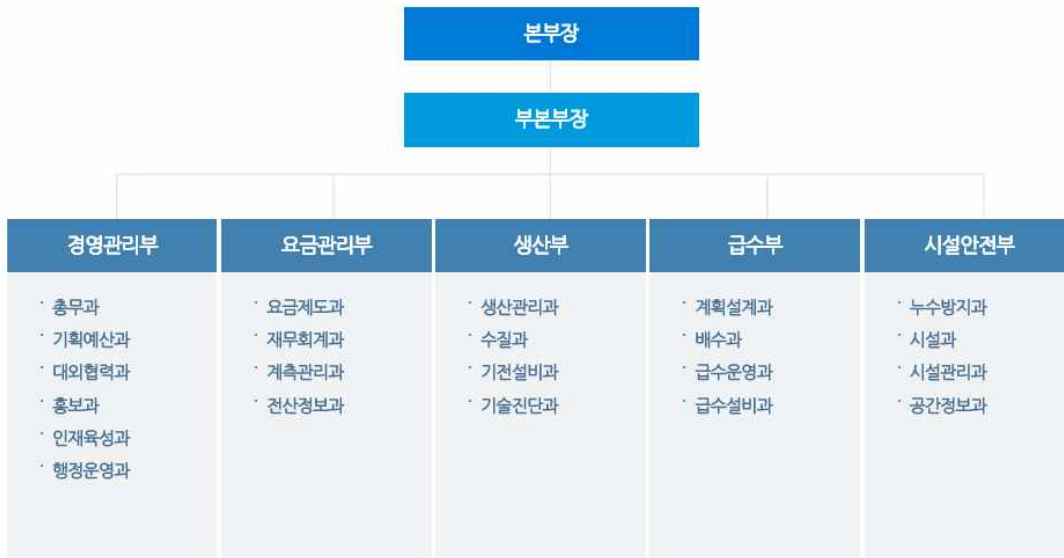 본부장
부본부장
경영관리부
· 총무과
· 기획예산과
· 대외협력과
· 홍보과
· 인재육성과
· 행정운영과
요금관리부
· 요금제도과
· 재무회계과
· 계측관리과
· 전산정보과
생산부
· 생산관리과
· 수질과
· 기전설비과
· 기술진단과
급수부
· 계획설계과
· 배수과
· 급수운영과
· 급수설비과
시설안전부
· 누수방지과
· 시설과
· 시설관리과
· 공간정보과